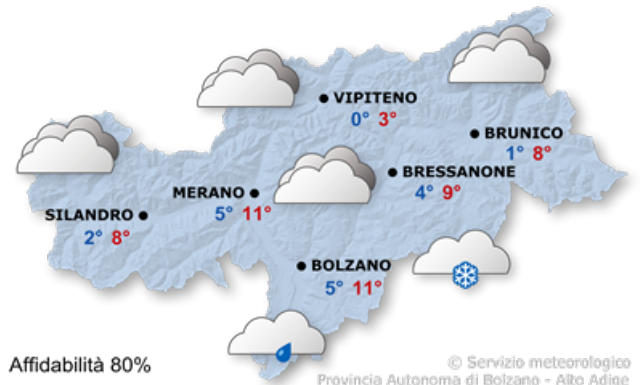 VIPITENO
0° 3°
BRUNICO
1° 8°
BRESSANONE
4° 9°
MERANO
5° 11°
SILANDRO
2° 8°
BOLZANO
5° 11°
Affidabilità 80%
© Servizio meteorologico
Provincia Autonoma di Bolzano - Alto Adige